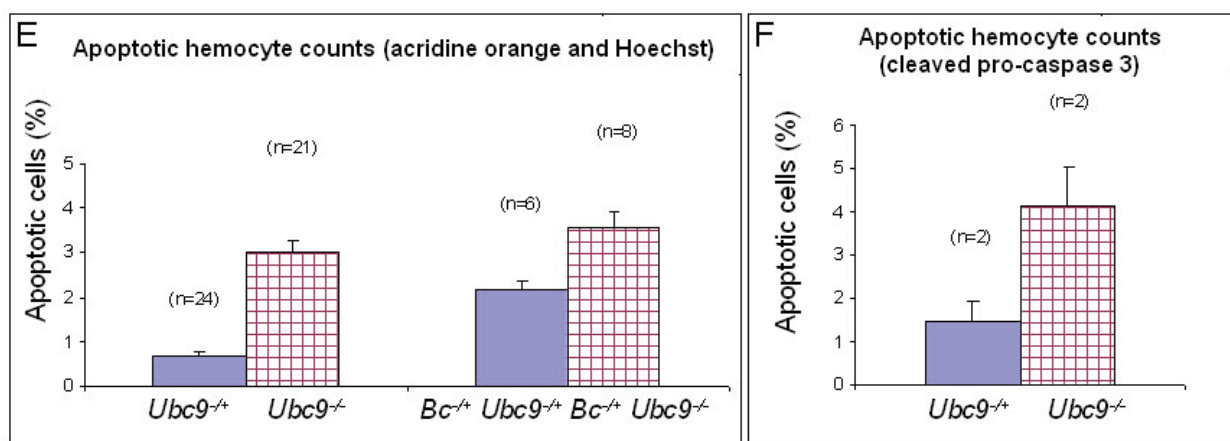 E
Apoptotic hemocyte counts (acridine orange and Hoechst)
Apoptotic cells (%)
5
4
3
2
1
0
(n=24)
(n=21)
(n=6)
(n=8)
Ubc9-/+ Ubc9-/- Bc-/+ Ubc9-/+ Bc-/+ Ubc9-/-
F
Apoptotic hemocyte counts
(cleaved pro-caspase 3)
Apoptotic cells (%)
6
5
4
3
2
1
0
(n=2)
(n=2)
Ubc9-/+ Ubc9-/-